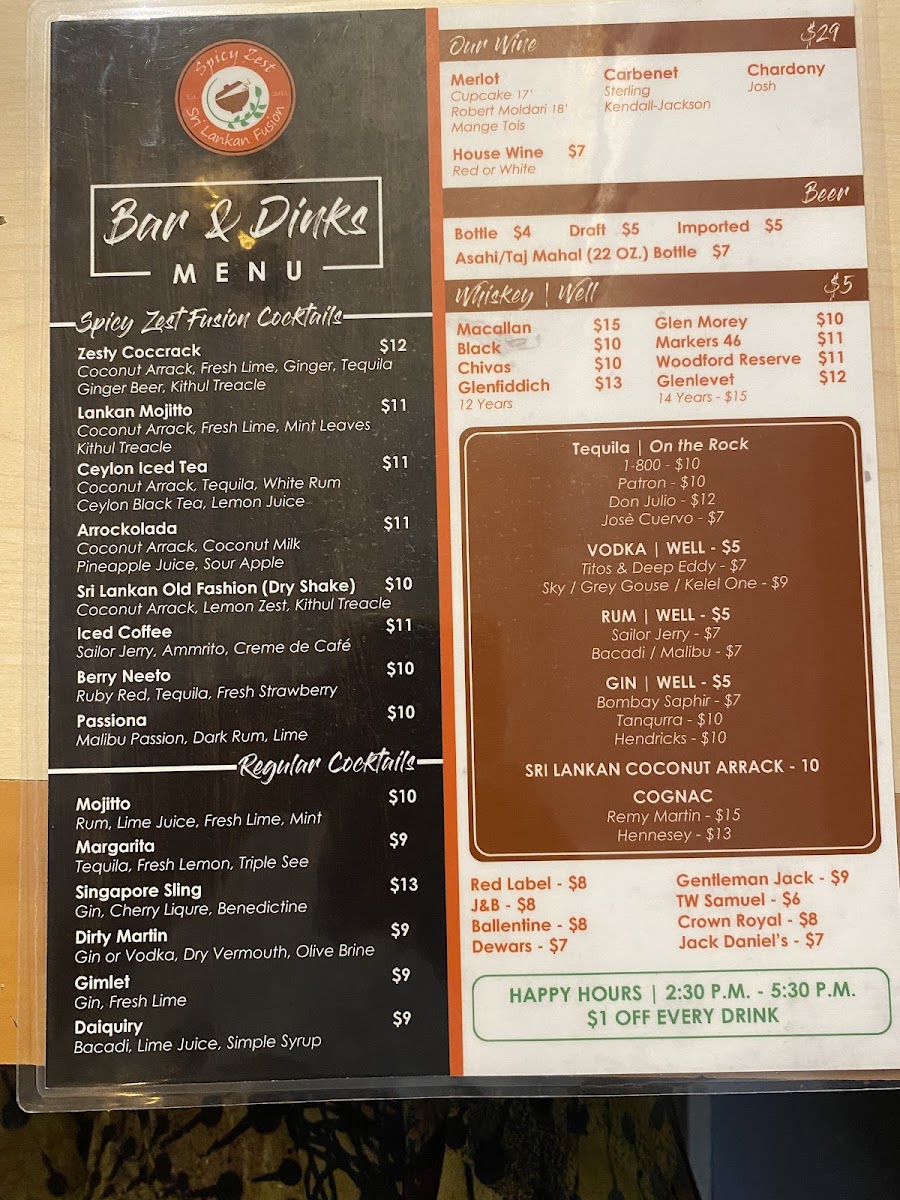 Spicy Zest
Sri Lankan Fusion
Bar & Dinks
MENU
Spicy Zest Fusion Cocktails
Zesty Coccrack $12
Coconut Arrack, Fresh Lime, Ginger, Tequila
Ginger Beer, Kithul Treacle
Lankan Mojitto $11
Coconut Arrack, Fresh Lime, Mint Leaves
Kithul Treacle
Ceylon Iced Tea $11
Coconut Arrack, Tequila, White Rum
Ceylon Black Tea, Lemon Juice
Arrockolada $11
Coconut Arrack, Coconut Milk
Pineapple Juice, Sour Apple
Sri Lankan Old Fashion (Dry Shake) $10
Coconut Arrack, Lemon Zest, Kithul Treacle
Iced Coffee $11
Sailor Jerry, Ammrito, Creme de Café
Berry Neeto $10
Ruby Red, Tequila, Fresh Strawberry
Passiona $10
Malibu Passion, Dark Rum, Lime
Regular Cocktails
Mojitto $10
Rum, Lime Juice, Fresh Lime, Mint
Margarita $9
Tequila, Fresh Lemon, Triple See
Singapore Sling $13
Gin, Cherry Liqure, Benedictine
Dirty Martin $9
Gin or Vodka, Dry Vermouth, Olive Brine
Gimlet $9
Gin, Fresh Lime
Daiquiry $9
Bacadi, Lime Juice, Simple Syrup
Our Wine $29
Merlot
Cupcake 17'
Robert Moldari 18'
Mange Tois
Carbenet
Sterling
Kendall-Jackson
Chardony
Josh
House Wine $7
Red or White
Beer
Bottle $4 Draft $5 Imported $5
Asahi/Taj Mahal (22 OZ.) Bottle $7
Whiskey | Well $5
Macallan $15
Black $10
Chivas $10
Glenfiddich $13
12 Years
Glen Morey $10
Markers 46 $11
Woodford Reserve $11
Glenlevet $12
14 Years - $15
Tequila | On the Rock
1-800 - $10
Patron - $10
Don Julio - $12
Josè Cuervo - $7
VODKA | WELL - $5
Titos & Deep Eddy - $7
Sky / Grey Gouse / Kelel One - $9
RUM | WELL - $5
Sailor Jerry - $7
Bacadi / Malibu - $7
GIN | WELL - $5
Bombay Saphir - $7
Tanqurra - $10
Hendricks - $10
SRI LANKAN COCONUT ARRACK - 10
COGNAC
Remy Martin - $15
Hennesey - $13
Red Label - $8
J&B - $8
Ballentine - $8
Dewars - $7
Gentleman Jack - $9
TW Samuel - $6
Crown Royal - $8
Jack Daniel's - $7
HAPPY HOURS | 2:30 P.M. - 5:30 P.M.
$1 OFF EVERY DRINK